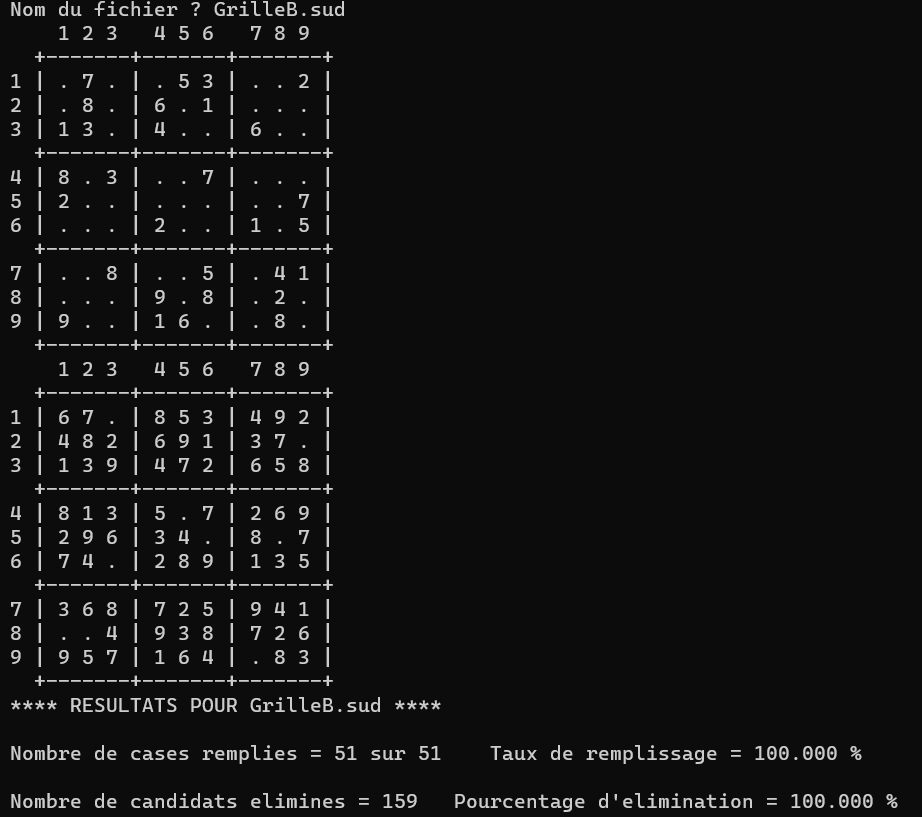 Nom du fichier ? GrilleB.sud
    1 2 3   4 5 6   7 8 9
  +-------+-------+-------+
1 | . 7 . | . 5 3 | . . 2 |
2 | . 8 . | 6 . 1 | . . . |
3 | 1 3 . | 4 . . | 6 . . |
  +-------+-------+-------+
4 | 8 . 3 | . . 7 | . . . |
5 | 2 . . | . . . | . . 7 |
6 | . . . | 2 . . | 1 . 5 |
  +-------+-------+-------+
7 | . . 8 | . . 5 | . 4 1 |
8 | . . . | 9 . 8 | . 2 . |
9 | 9 . . | 1 6 . | . 8 . |
  +-------+-------+-------+
    1 2 3   4 5 6   7 8 9
  +-------+-------+-------+
1 | 6 7 . | 8 5 3 | 4 9 2 |
2 | 4 8 2 | 6 9 1 | 3 7 . |
3 | 1 3 9 | 4 7 2 | 6 5 8 |
  +-------+-------+-------+
4 | 8 1 3 | 5 . 7 | 2 6 9 |
5 | 2 9 6 | 3 4 . | 8 . 7 |
6 | 7 4 . | 2 8 9 | 1 3 5 |
  +-------+-------+-------+
7 | 3 6 8 | 7 2 5 | 9 4 1 |
8 | . . 4 | 9 3 8 | 7 2 6 |
9 | 9 5 7 | 1 6 4 | . 8 3 |
  +-------+-------+-------+
**** RESULTATS POUR GrilleB.sud ****
Nombre de cases remplies = 51 sur 51    Taux de remplissage = 100.000 %
Nombre de candidats elimines = 159   Pourcentage d'elimination = 100.000 %